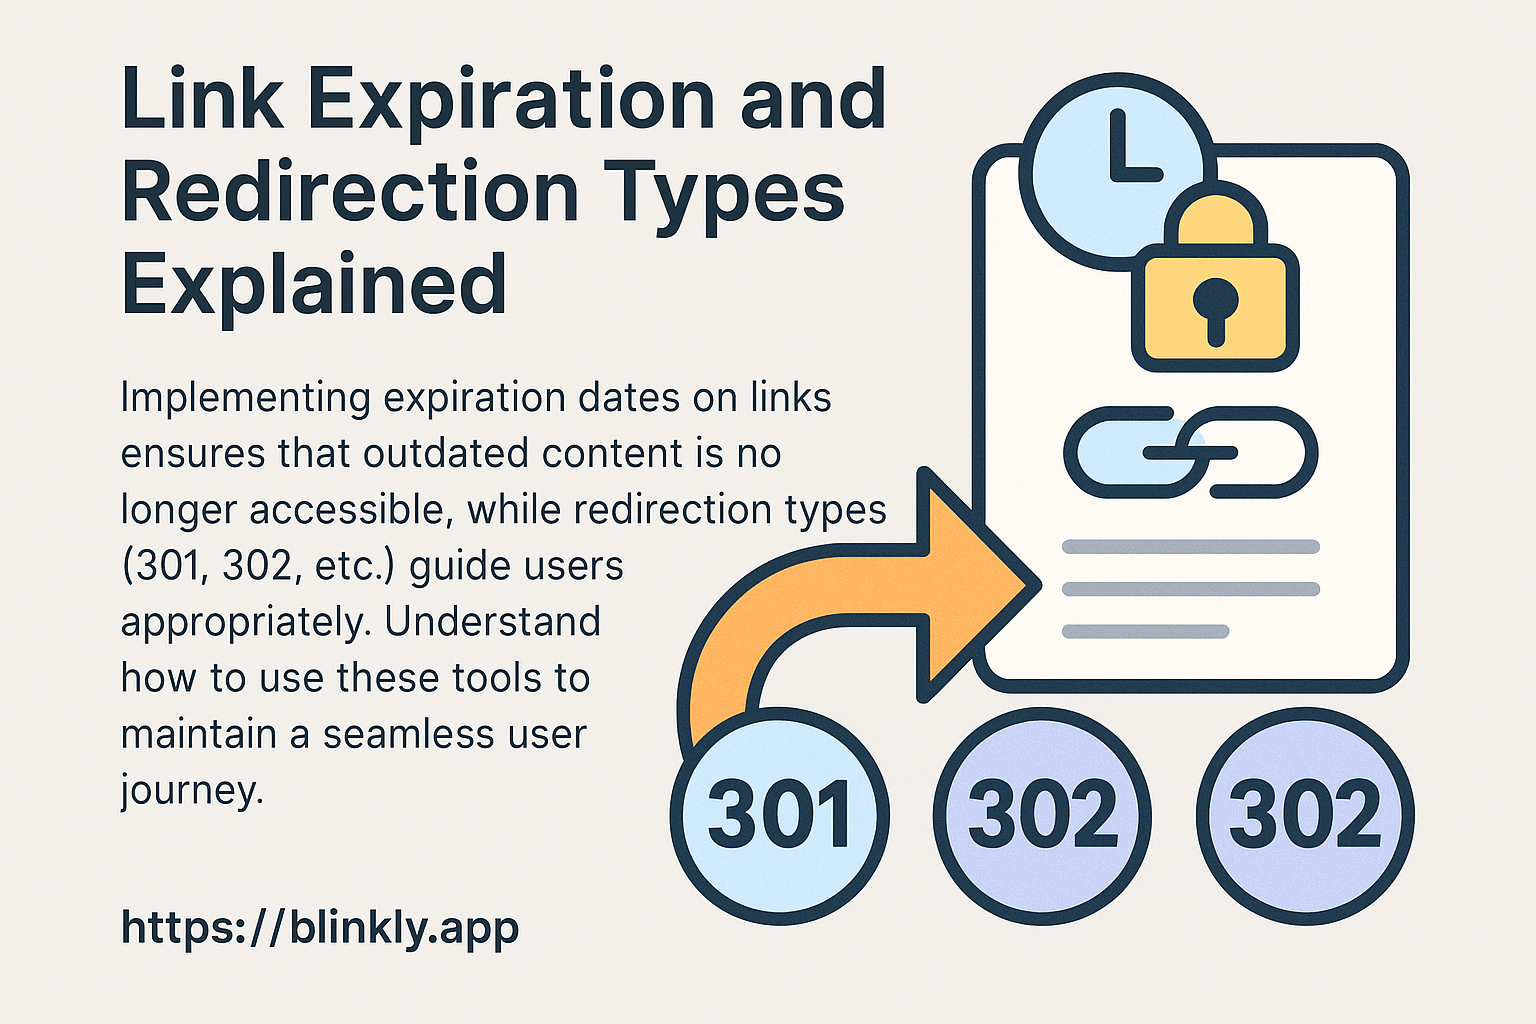 Link Expiration and
Redirection Types
Explained
Implementing expiration dates on links
ensures that outdated content is no
longer accessible, while redirection types
(301, 302, etc.) guide users
appropriately. Understand
how to use these tools to
maintain a seamless user
journey.
301 302 302
https://blinkly.app